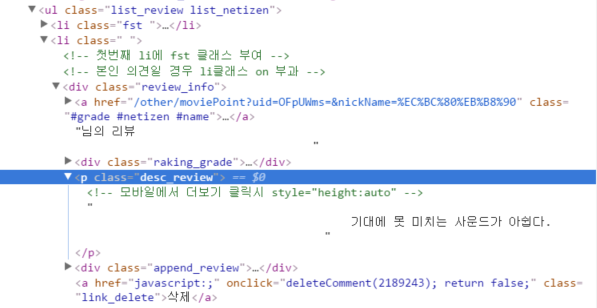 ▼<ul class="list_review list_netizen">
▶<li class="fst ">…</li>
▼<li class=" ">
<!-- 첫번째 li에 fst 클래스 부여 -->
<!-- 본인 의견일 경우 li클래스 on 부과 -->
▼<div class="review_info">
▶<a href="/other/moviePoint?uid=OFpUWms=&nickName=%EC%BC%80%EB%B8%90" class=
"#grade #netizen #name">…</a>
"님의 리뷰
"
▶<div class="raking_grade">…</div>
▼<p class="desc_review"> == $0
<!-- 모바일에서 더보기 클릭시 style="height:auto" -->
"
기대에 못 미치는 사운드가 아쉽다.
"
</p>
▶<div class="append_review">…</div>
<a href="javascript:;" onclick="deleteComment(2189243); return false;" class=
"link_delete">삭제</a>